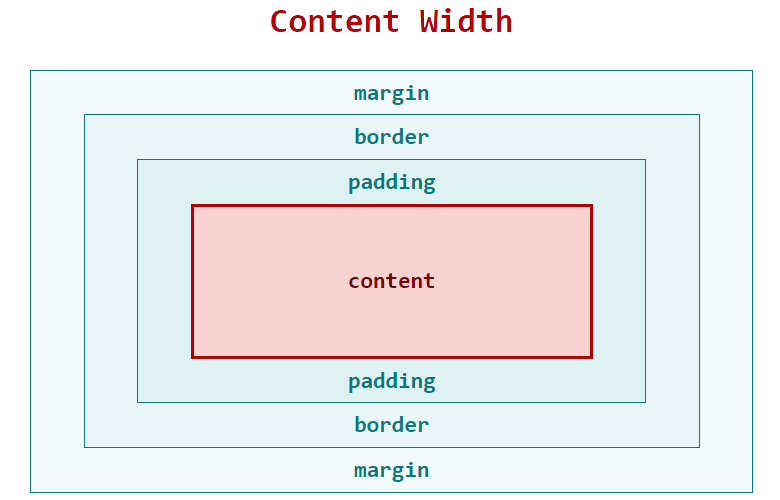 Content Width
margin
border
padding
content
padding
border
margin